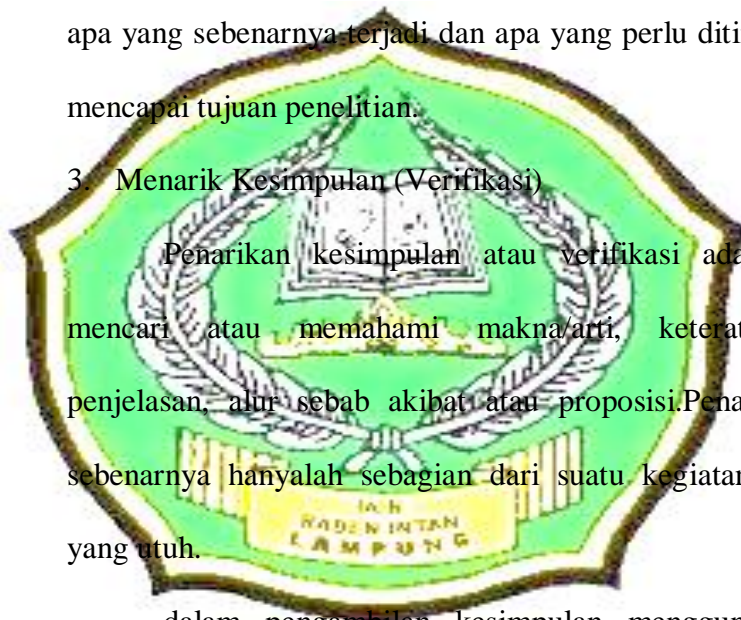 apa yang sebenarnya terjadi dan apa yang perlu diti
mencapai tujuan penelitian.
3. Menarik Kesimpulan (Verifikasi)
Penarikan kesimpulan atau verifikasi ada
mencari atau memahami makna/arti, keterat
penjelasan, alur sebab akibat atau proposisi.Pena
sebenarnya hanyalah sebagian dari suatu kegiatan
IAIN
RADEN INTAN
LAMPUNG
yang utuh.
dalam pengambilan kesimpulan menggun